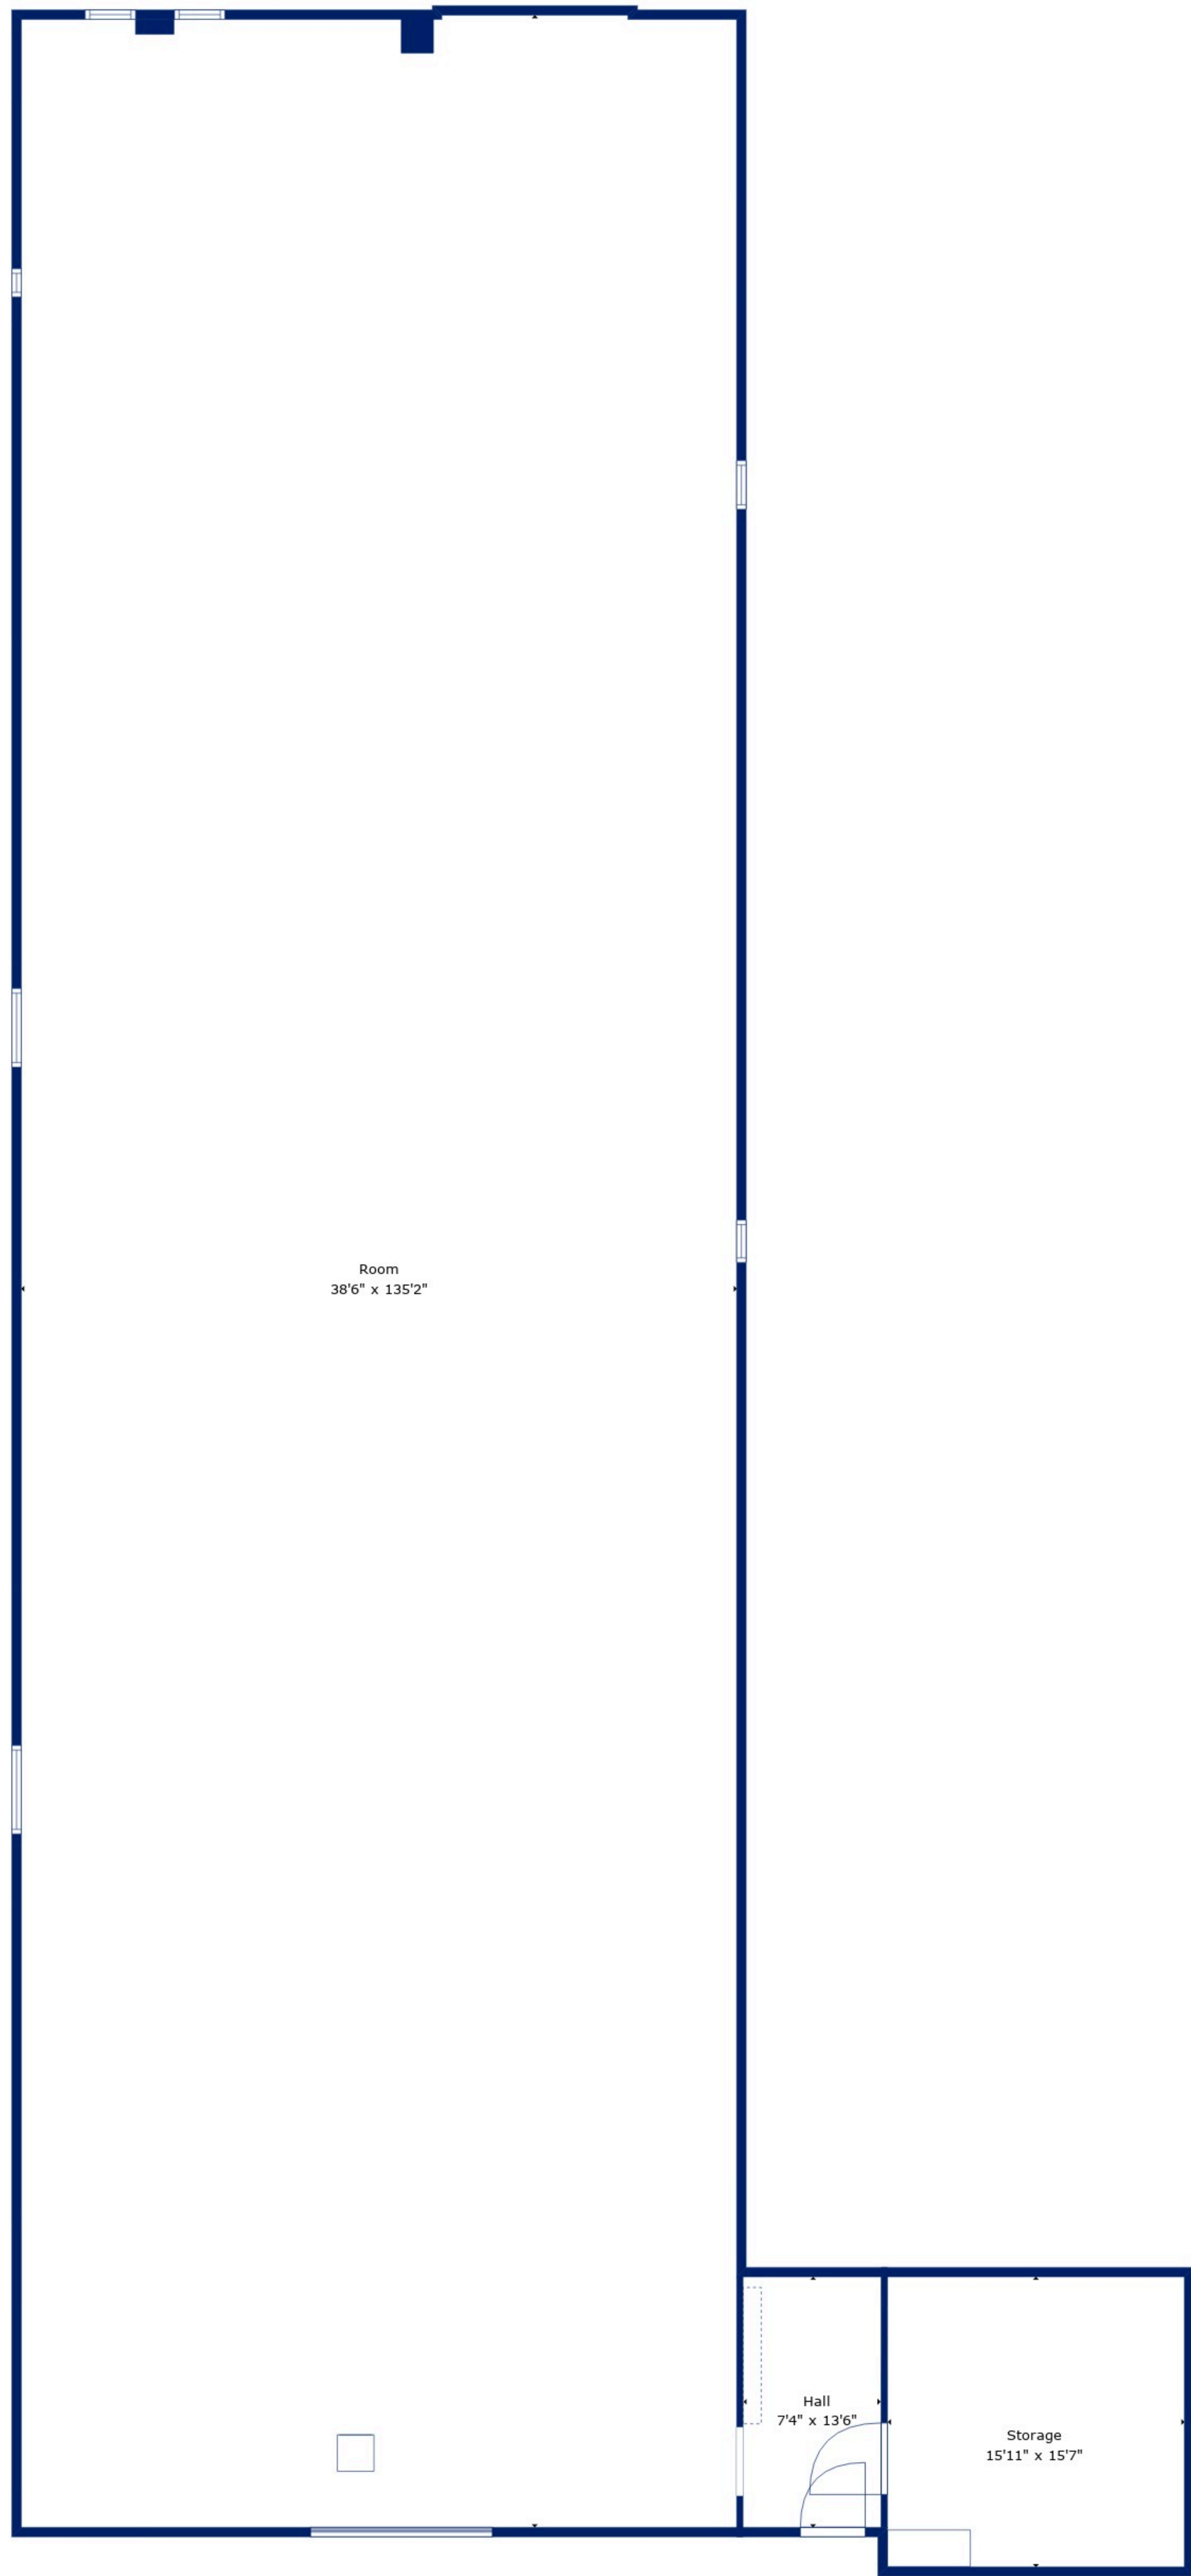 Room
38'6" x 135'2"
Hall
7'4" x 13'6"
Storage
15'11" x 15'7"